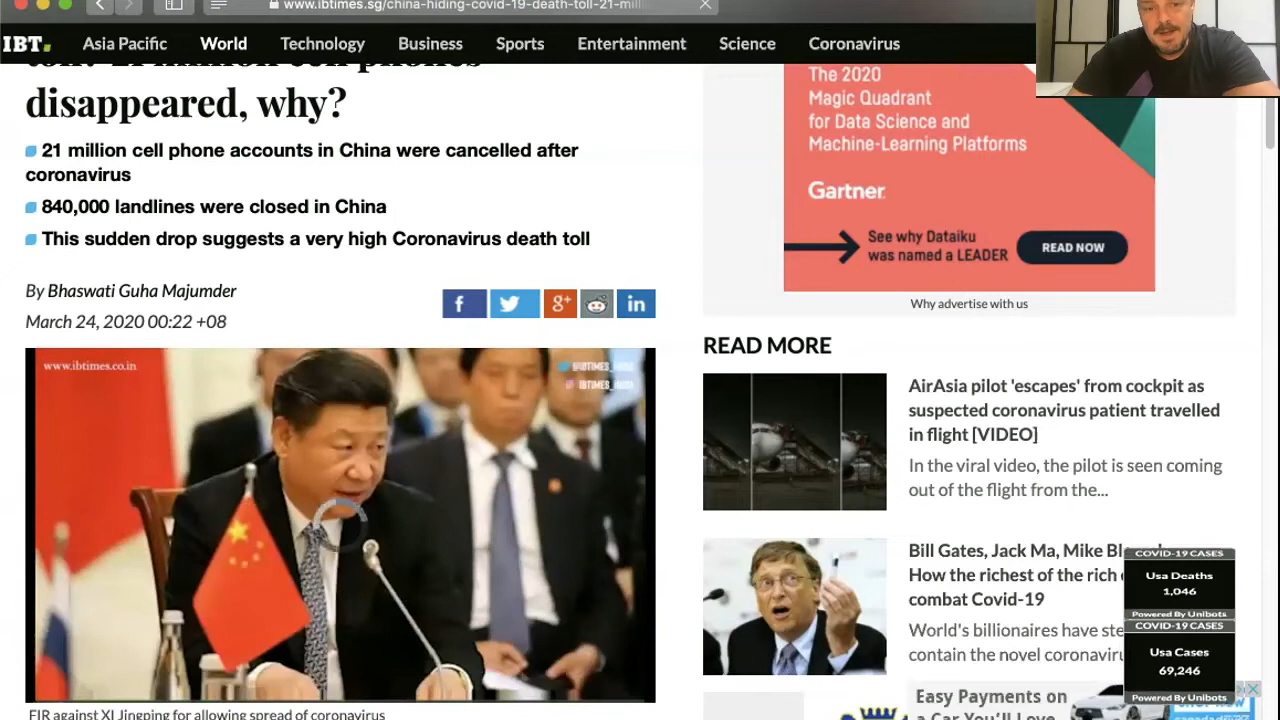 www.ibtimes.sg/china-hiding-covid-19-death-toll-21-mill
IBT.
Asia Pacific
World
Technology
Business
Sports
Entertainment
Science
Coronavirus
toll? 21 million cell phones
disappeared, why?
21 million cell phone accounts in China were cancelled after
coronavirus
840,000 landlines were closed in China
This sudden drop suggests a very high Coronavirus death toll
By Bhaswati Guha Majumder
March 24, 2020 00:22 +08
f
8+
in
www.ibtimes.co.in
@IBTIMES_INDIA
IBTIMES_INDIA
FIR against XI Jingping for allowing spread of coronavirus
The 2020
Magic Quadrant
for Data Science and
Machine-Learning Platforms
Gartner
See why Dataiku
was named a LEADER
READ NOW
Why advertise with us
READ MORE
AirAsia pilot 'escapes' from cockpit as
suspected coronavirus patient travelled
in flight [VIDEO]
In the viral video, the pilot is seen coming
out of the flight from the...
Bill Gates, Jack Ma, Mike
How the richest of the rich
combat Covid-19
World's billionaires have
contain the novel
COVID-19 CASES
Usa Deaths
1,046
Powered By Unibots
COVID-19 CASES
Usa Cases
69,246
Powered By Unibots
Easy Payments on
a Car You'll Love
SHOP NOW